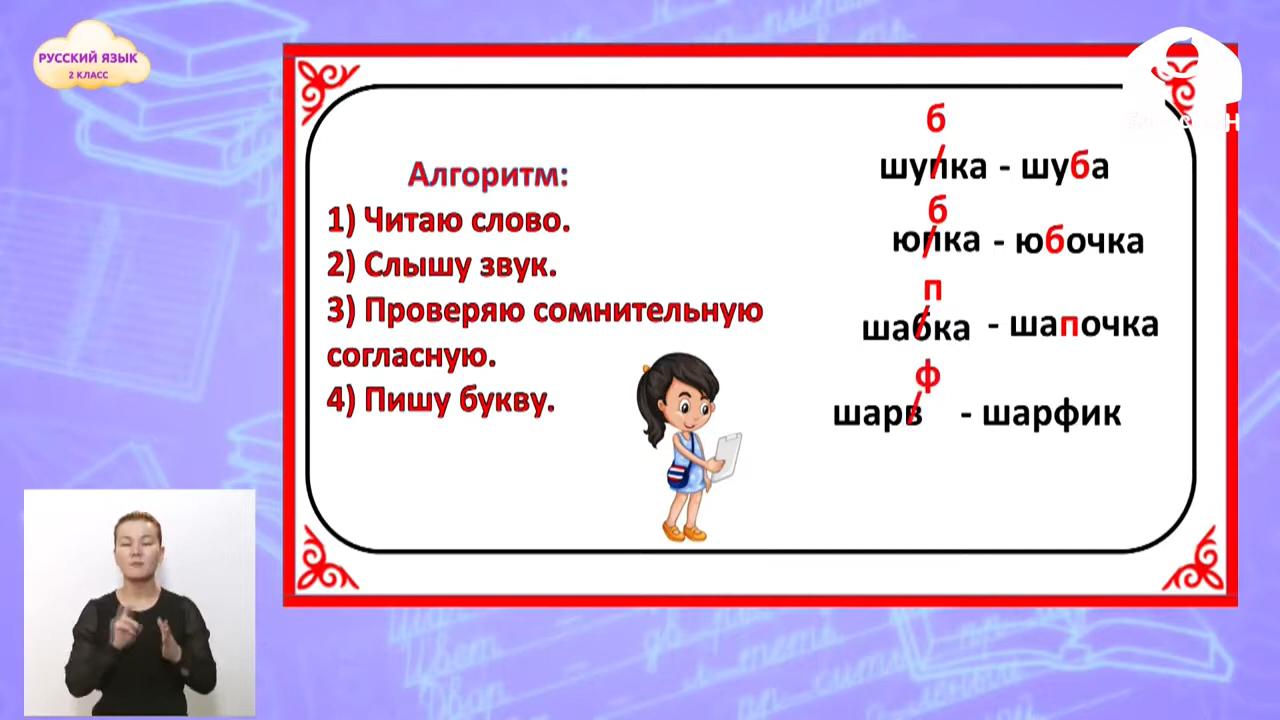 РУССКИЙ ЯЗЫК
2 КЛАСС
Алгоритм:
1) Читаю слово.
2) Слышу звук.
3) Проверяю сомнительную
согласную.
4) Пишу букву.
б
шупка - шуба
б
юпка - юбочка
п
шабка - шапочка
ф
шарв - шарфик